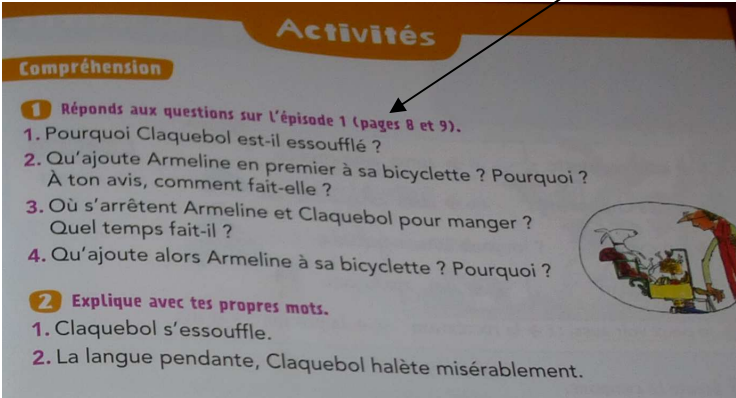 Activités
Compréhension
1 Réponds aux questions sur l'épisode 1 (pages 8 et 9).
1. Pourquoi Claquebol est-il essoufflé ?
2. Qu'ajoute Armeline en premier à sa bicyclette ? Pourquoi ?
À ton avis, comment fait-elle ?
3. Où s'arrêtent Armeline et Claquebol pour manger ?
Quel temps fait-il ?
4. Qu'ajoute alors Armeline à sa bicyclette ? Pourquoi ?
2 Explique avec tes propres mots.
1. Claquebol s'essouffle.
2. La langue pendante, Claquebol halète misérablement.